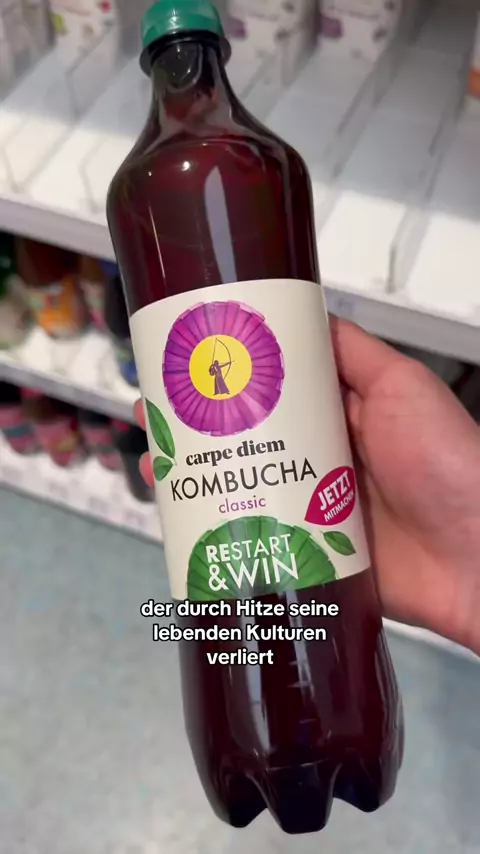 carpe diem
KOMBUCHA
classic
JETZT
MITMACHEN
RESTART
&WIN
der durch Hitze seine
lebenden Kulturen
verliert